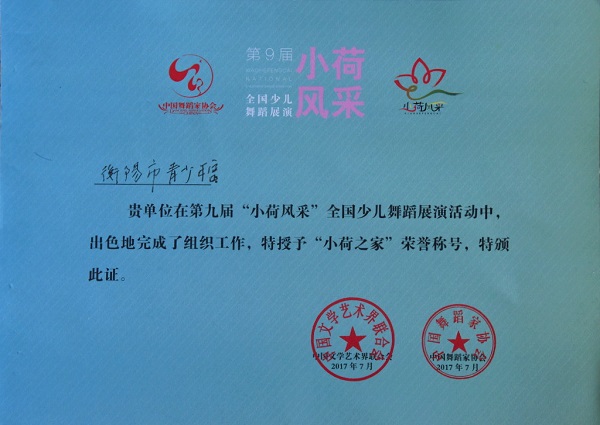 第9届
小荷
风采
NATIONAL
全国少儿
舞蹈展演
中国舞蹈家协会
小荷风采
衡阳市青少年宫
贵单位在第九届“小荷风采”全国少儿舞蹈展演活动中，
出色地完成了组织工作，特授予“小荷之家”荣誉称号，特颁
此证。
中国文学艺术界联合会
中国舞蹈家协会
中国文学艺术界联合会
中国舞蹈家协会
2017年7月
2017年7月